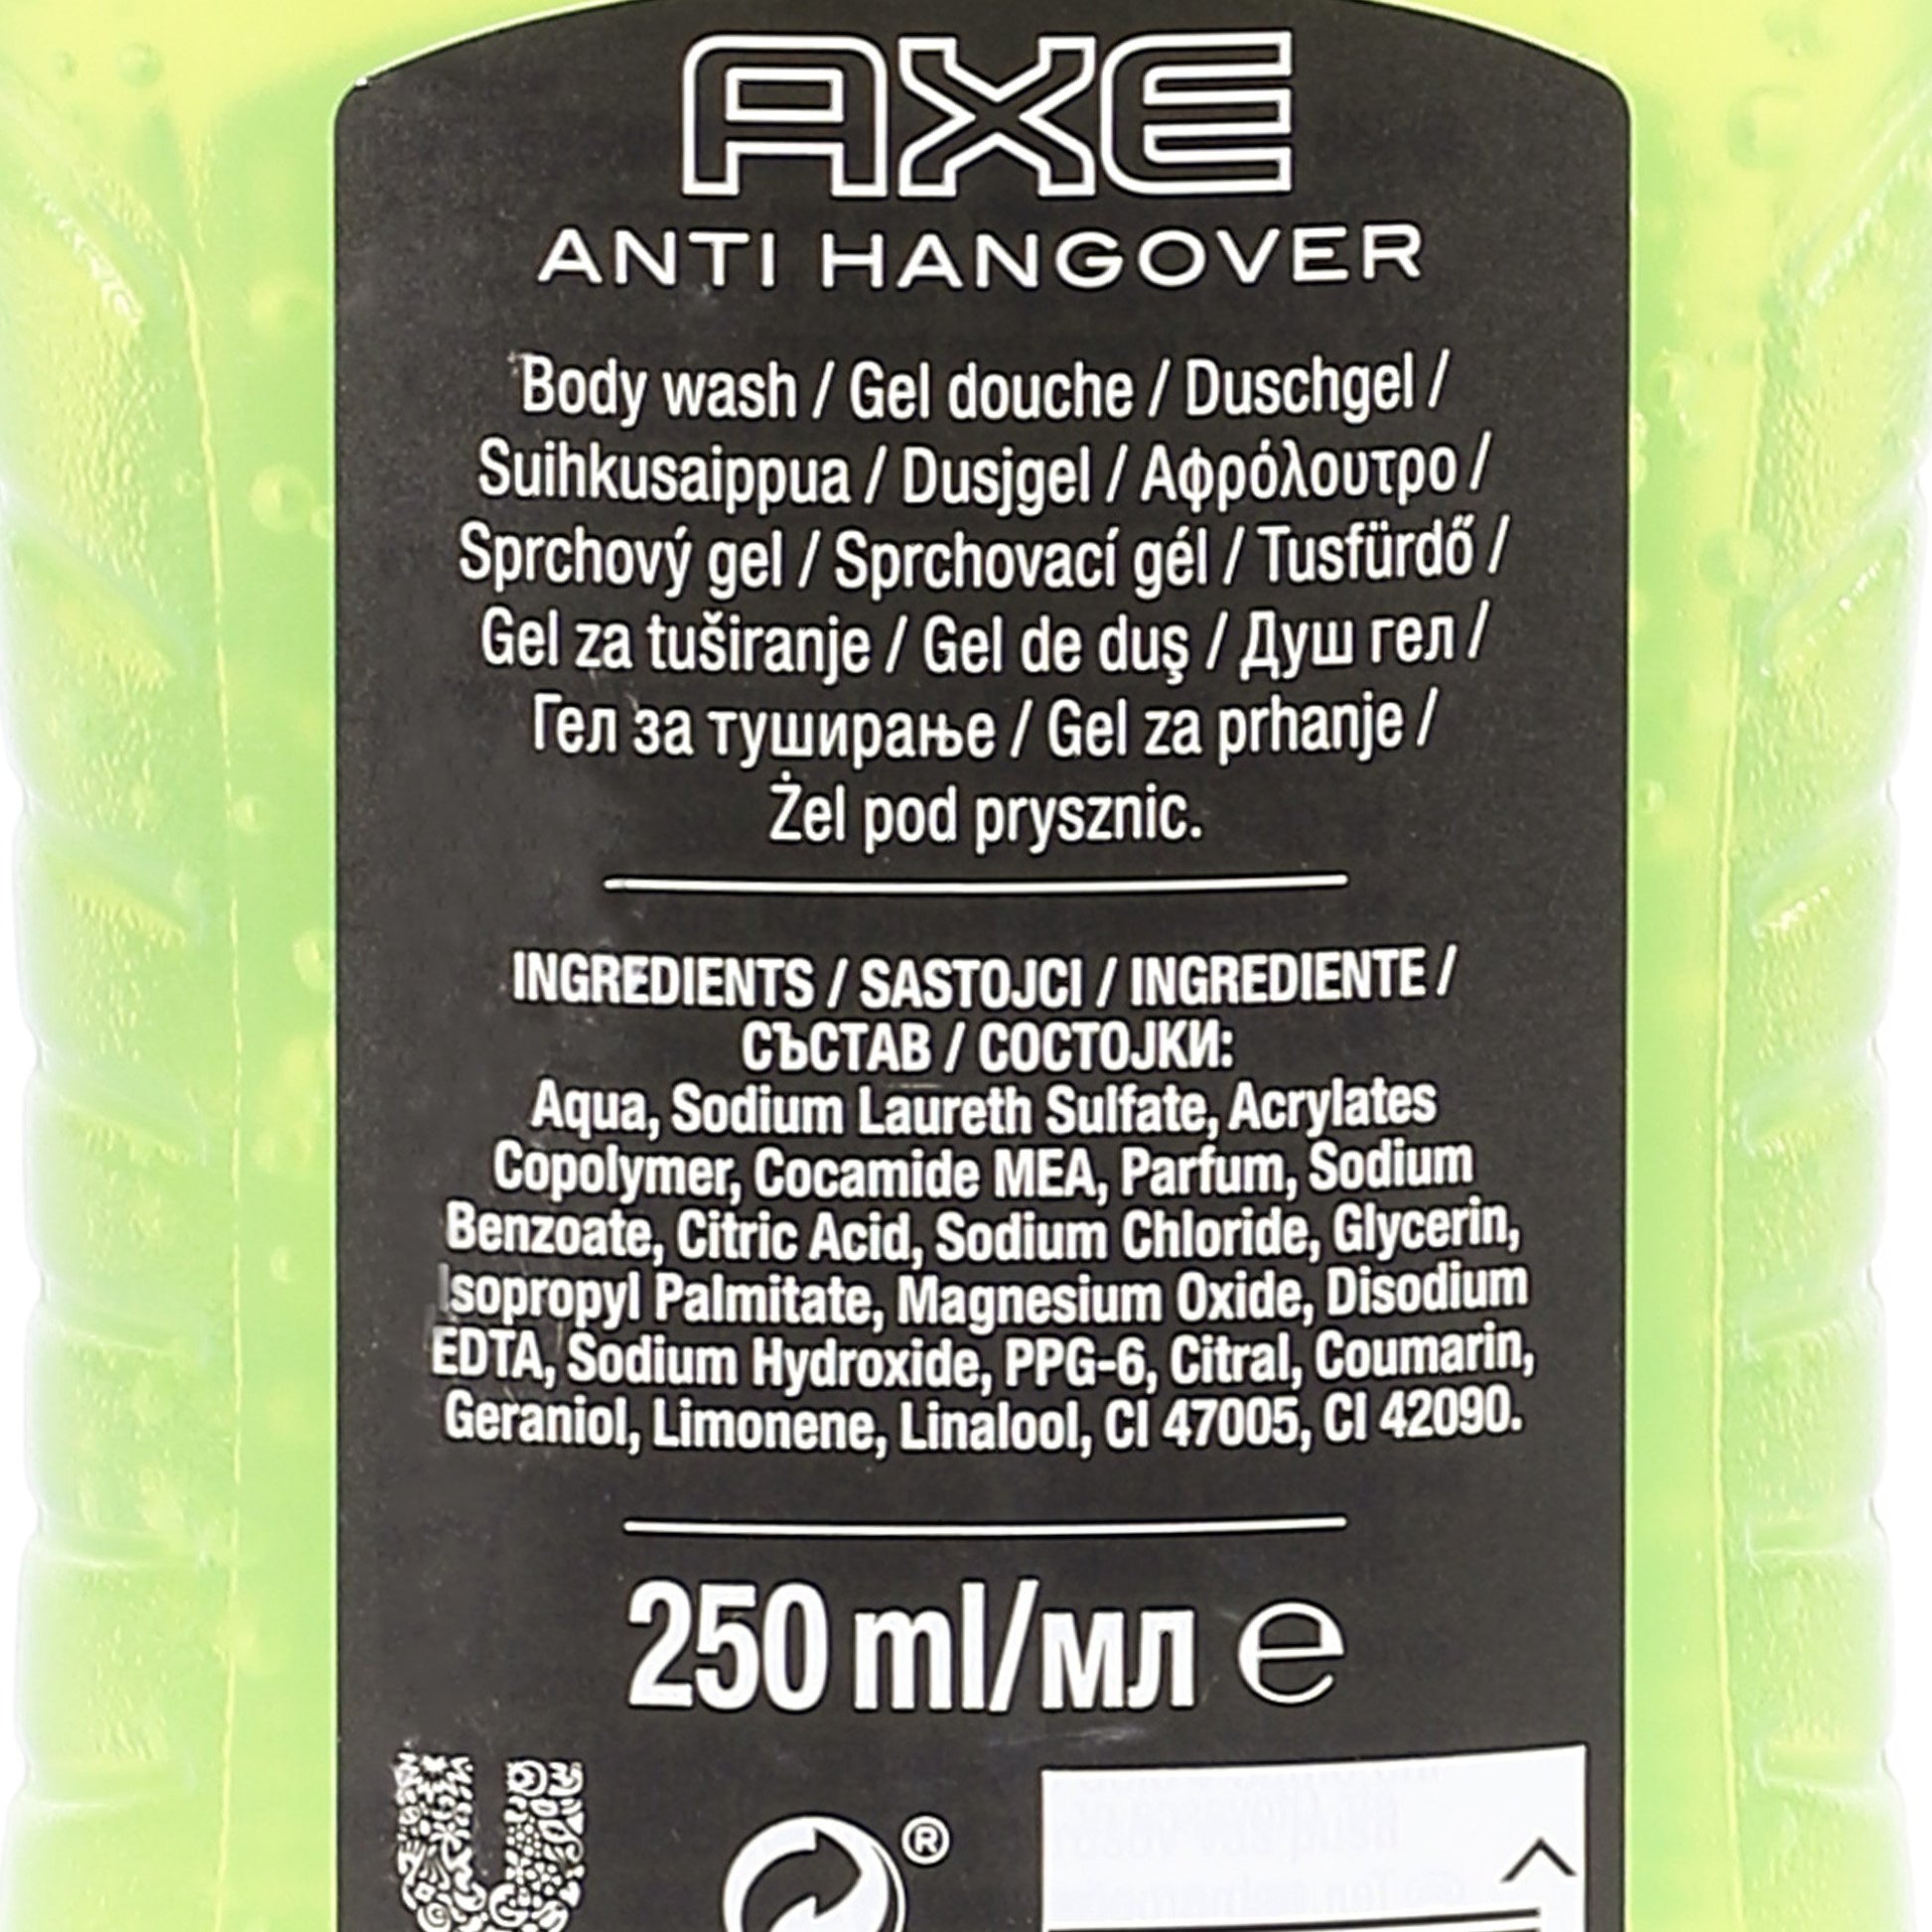 AXE
ANTI HANGOVER
Body wash / Gel douche / Duschgel /
Suihkusaippua / Dusjgel / Αφρόλουτρο /
Sprchový gel / Sprchovací gél / Tusfürdő /
Gel za tuširanje / Gel de duş / Душ гел /
Гел за туширање / Gel za prhanje /
Żel pod prysznic.
INGREDIENTS / SASTOJCI / INGREDIENTE /
СЪСТАВ / СОСТОЈКИ:
Aqua, Sodium Laureth Sulfate, Acrylates
Copolymer, Cocamide MEA, Parfum, Sodium
Benzoate, Citric Acid, Sodium Chloride, Glycerin,
Isopropyl Palmitate, Magnesium Oxide, Disodium
EDTA, Sodium Hydroxide, PPG-6, Citral, Coumarin,
Geraniol, Limonene, Linalool, CI 47005, CI 42090.
250 ml/мл ℮
®